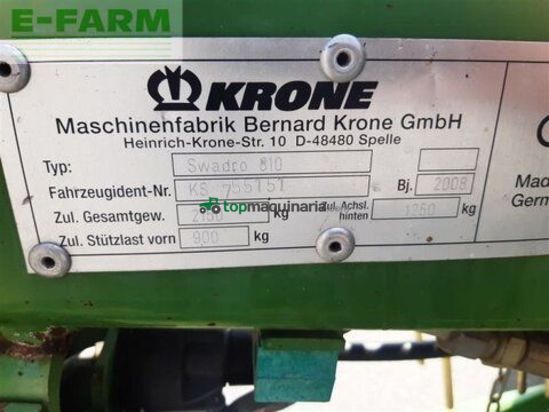 E-FARM
KRONE
Maschinenfabrik Bernard Krone GmbH
Heinrich-Krone-Str. 10 D-48480 Spelle
Typ: Swadro 810
Fahrzeugident-Nr. KS 755151 Bj. 2008
Zul. Gesamtgew. kg Zul. Achsl. hinten 1250 kg
topmaquinaria
Zul. Stützlast vorn 900 kg
Mad
Germ